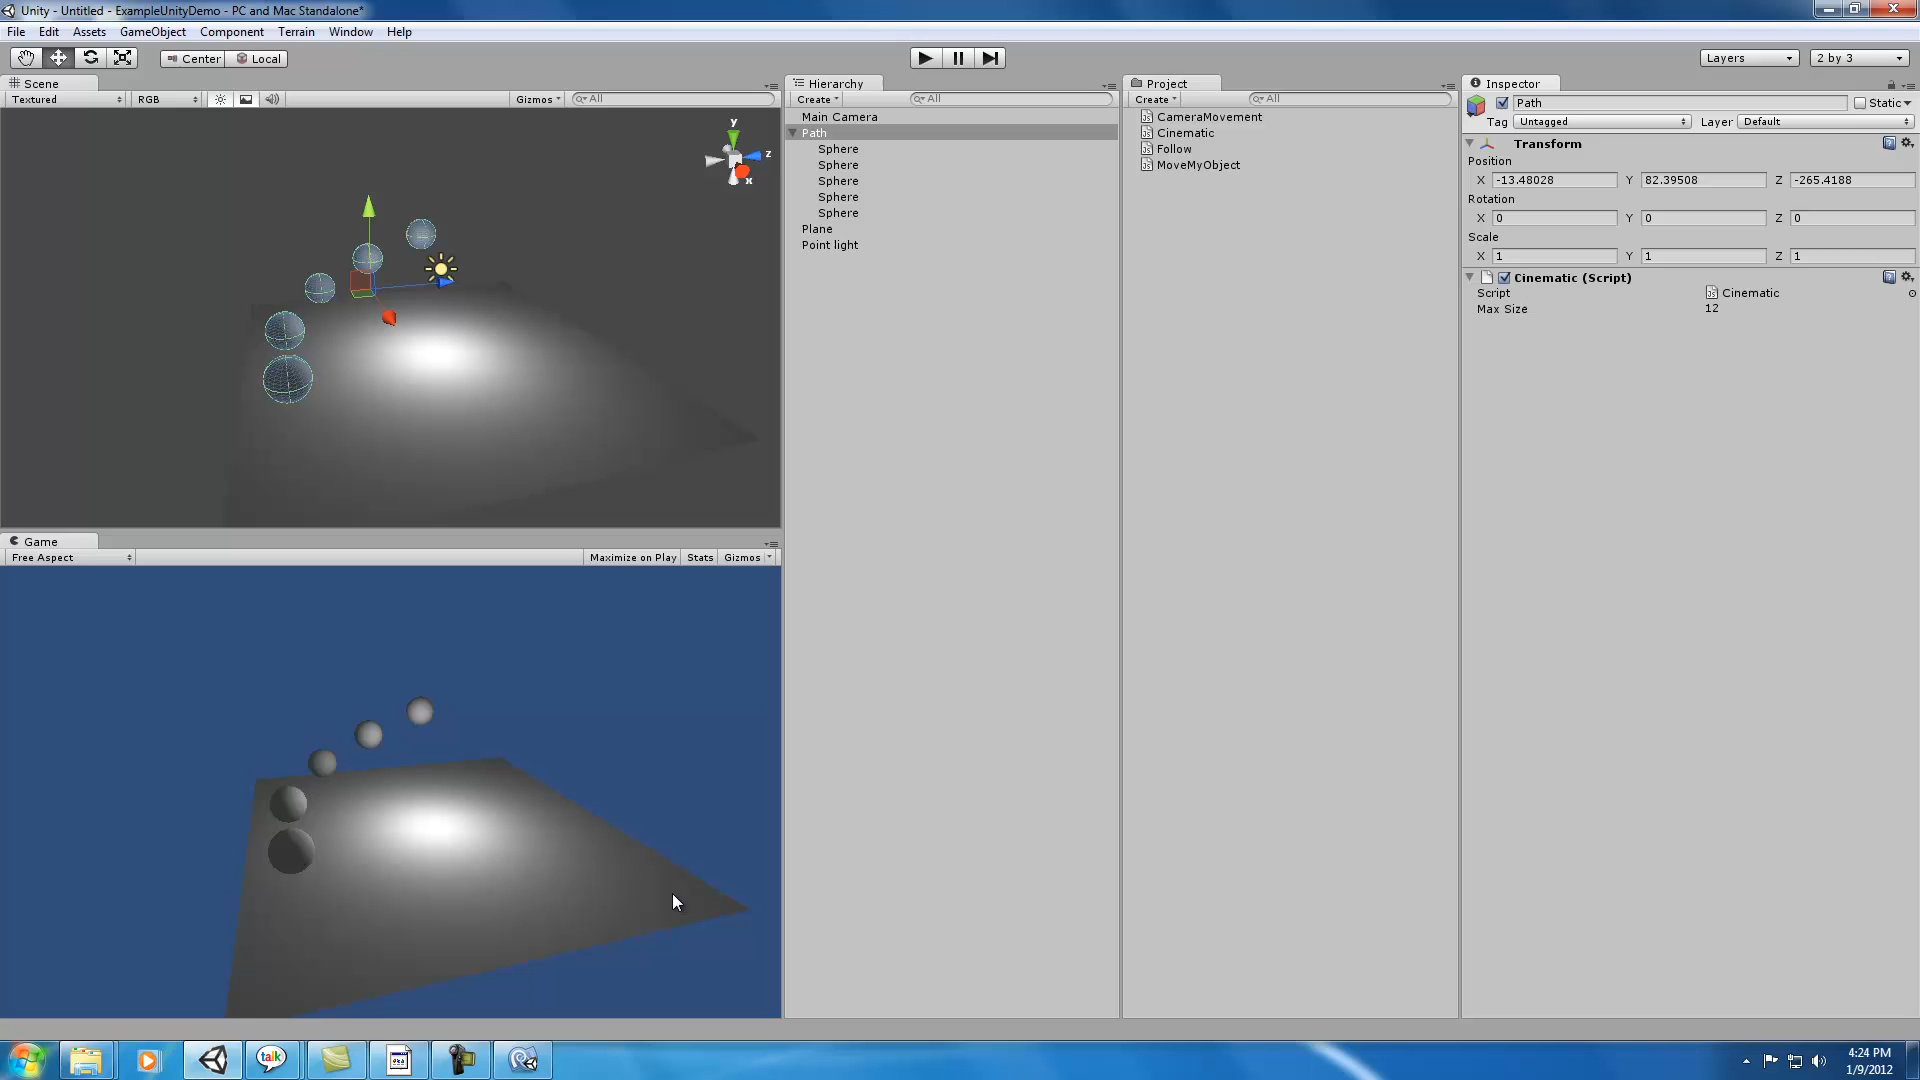 Unity - Untitled - ExampleUnityDemo - PC and Mac Standalone*
File Edit Assets GameObject Component Terrain Window Help
Center Local
Layers
2 by 3
Scene
Textured RGB Gizmos All
y
z
x
Game
Free Aspect Maximize on Play Stats Gizmos
Hierarchy
Create All
Main Camera
Path
Sphere
Sphere
Sphere
Sphere
Sphere
Plane
Point light
Project
Create All
CameraMovement
Cinematic
Follow
MoveMyObject
Inspector
Path Static
Tag Untagged Layer Default
Transform
Position
X -13.48028 Y 82.39508 Z -265.4188
Rotation
X 0 Y 0 Z 0
Scale
X 1 Y 1 Z 1
Cinematic (Script)
Script Cinematic
Max Size 12
talk
4:24 PM
1/9/2012